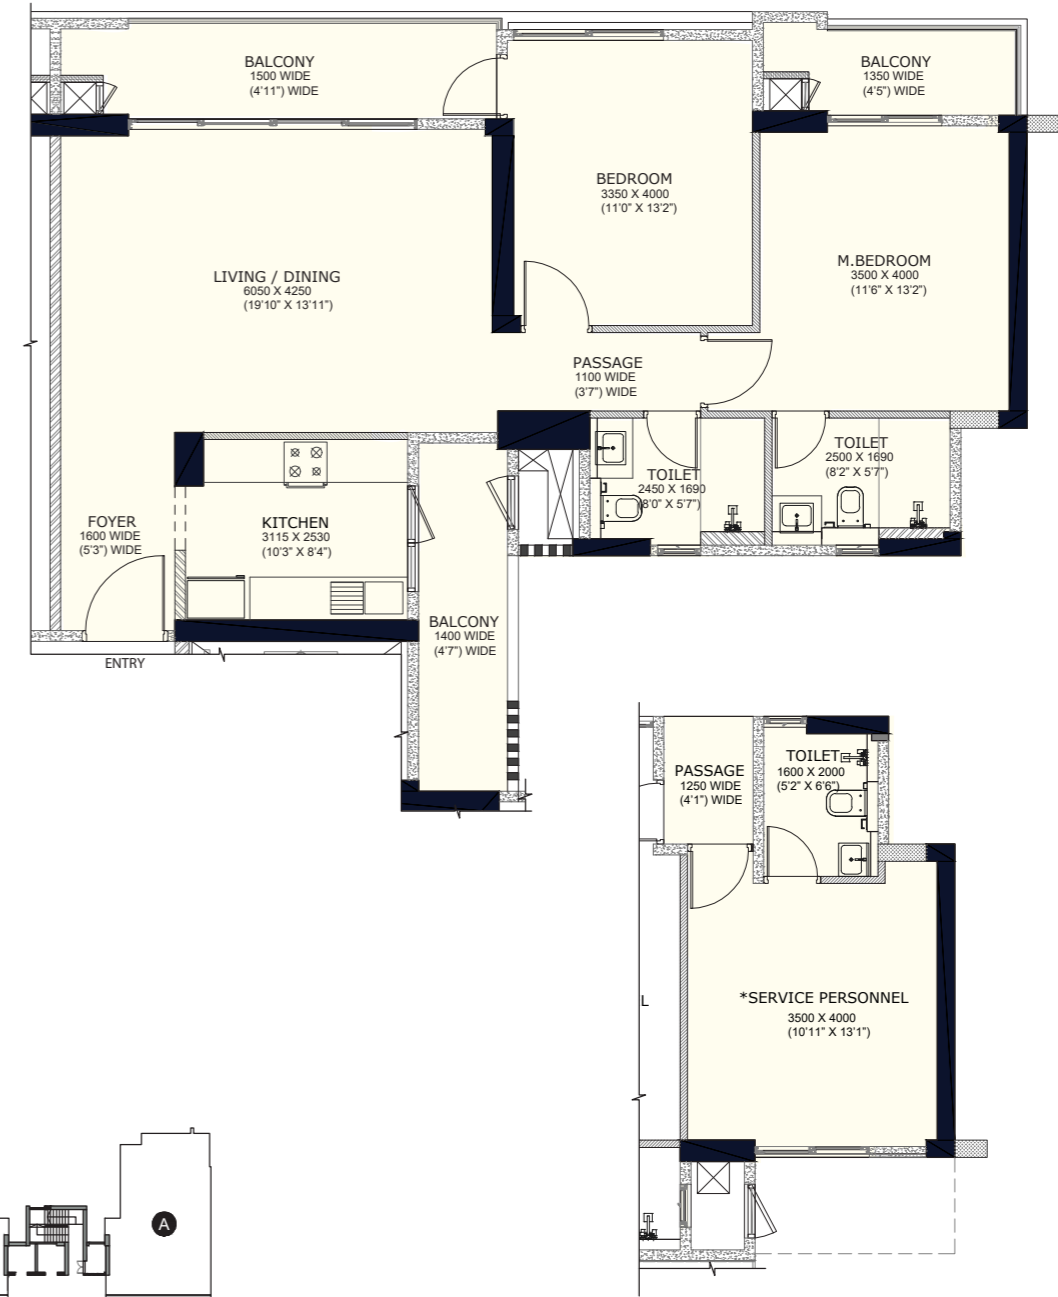 BALCONY
1500 WIDE
(4'11") WIDE
BALCONY
1350 WIDE
(4'5") WIDE
BEDROOM
3350 X 4000
(11'0" X 13'2")
M.BEDROOM
3500 X 4000
(11'6" X 13'2")
LIVING / DINING
6050 X 4250
(19'10" X 13'11")
PASSAGE
1100 WIDE
(3'7") WIDE
TOILET
2450 X 1690
(8'0" X 5'7")
TOILET
2500 X 1690
(8'2" X 5'7")
FOYER
1600 WIDE
(5'3") WIDE
KITCHEN
3115 X 2530
(10'3" X 8'4")
BALCONY
1400 WIDE
(4'7") WIDE
ENTRY
PASSAGE
1250 WIDE
(4'1") WIDE
TOILET
1600 X 2000
(5'2" X 6'6")
*SERVICE PERSONNEL
3500 X 4000
(10'11" X 13'1")
L
A